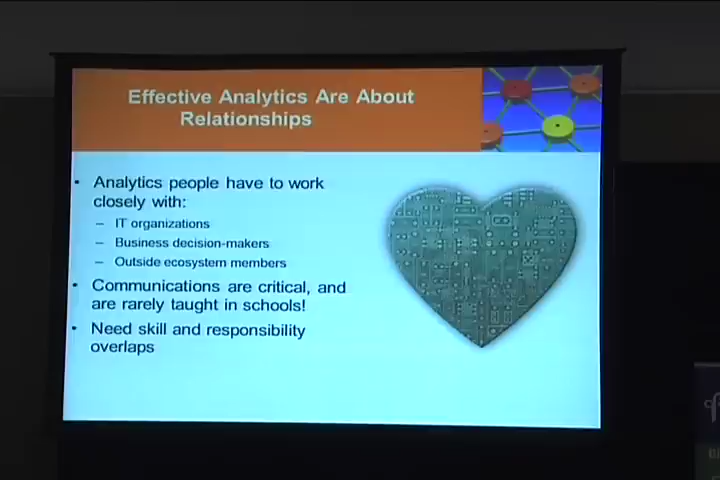 Effective Analytics Are About
Relationships
• Analytics people have to work
closely with:
– IT organizations
– Business decision-makers
– Outside ecosystem members
• Communications are critical, and
are rarely taught in schools!
• Need skill and responsibility
overlaps